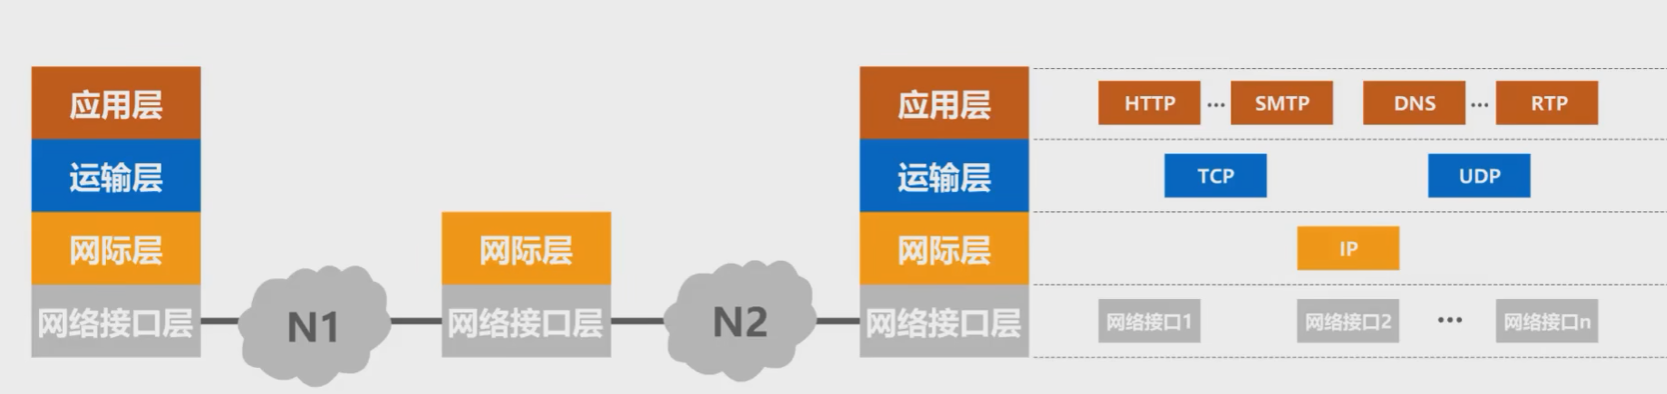 应用层 应用层 HTTP ··· SMTP DNS ··· RTP
运输层 运输层 TCP UDP
网际层 网际层 网际层 IP
网络接口层 N1 网络接口层 N2 网络接口层 网络接口1 网络接口2 ··· 网络接口n